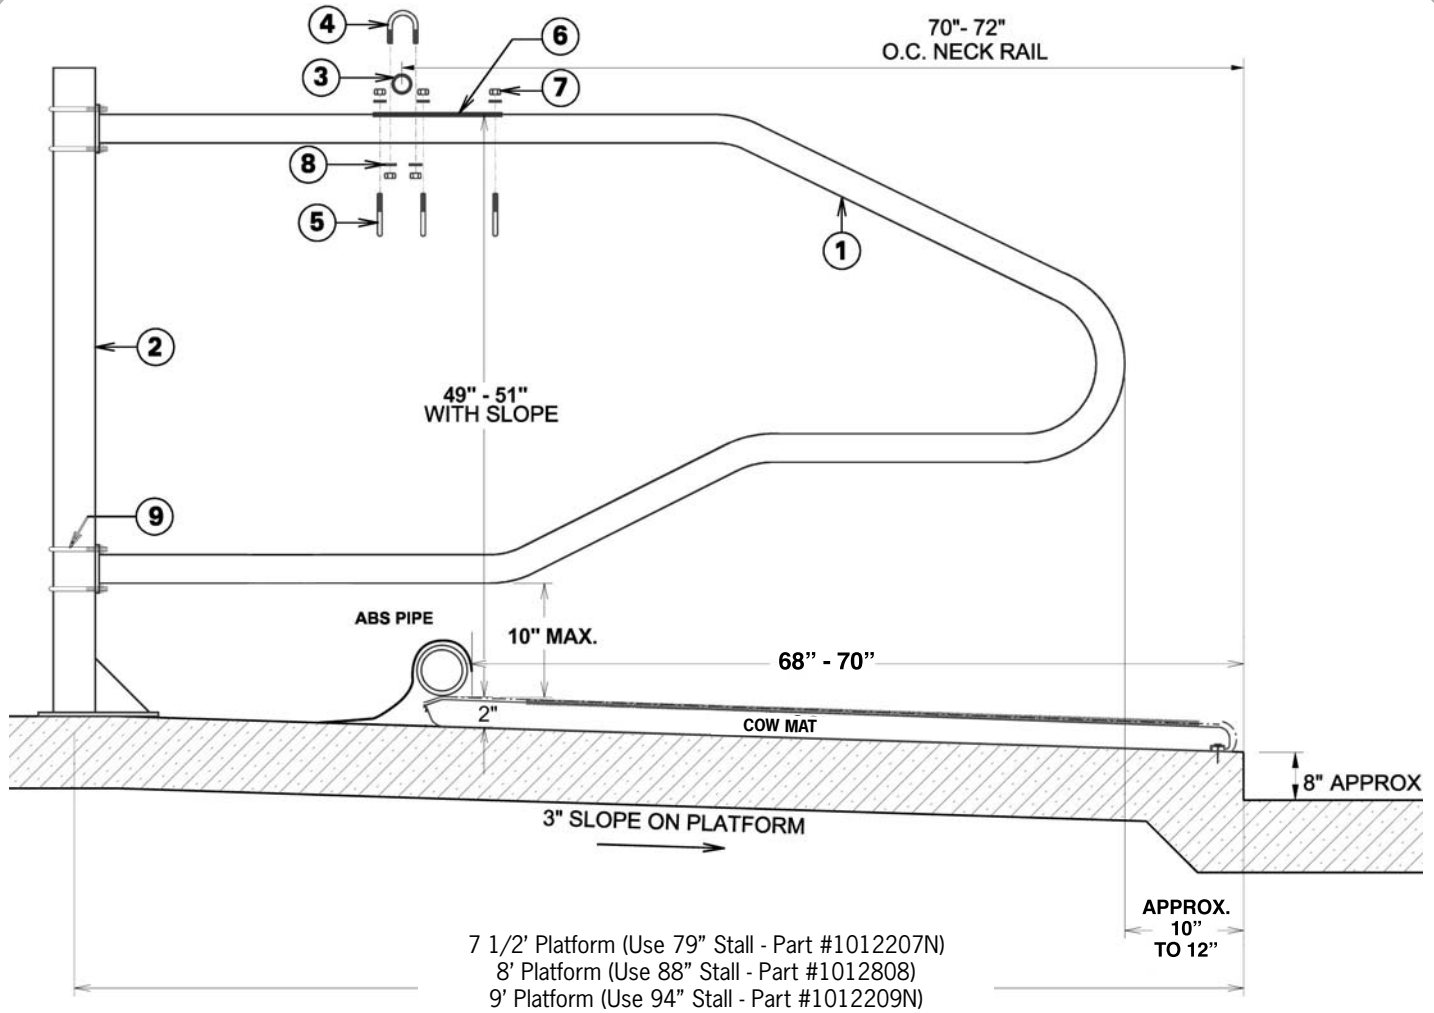 4
6
70"- 72"
O.C. NECK RAIL
3
7
8
5
1
2
49" - 51"
WITH SLOPE
9
ABS PIPE
10" MAX.
68” - 70”
2"
COW MAT
8" APPROX
3" SLOPE ON PLATFORM
APPROX.
10”
TO 12”
7 1/2’ Platform (Use 79” Stall - Part #1012207N)
8’ Platform (Use 88” Stall - Part #1012808)
9’ Platform (Use 94” Stall - Part #1012209N)